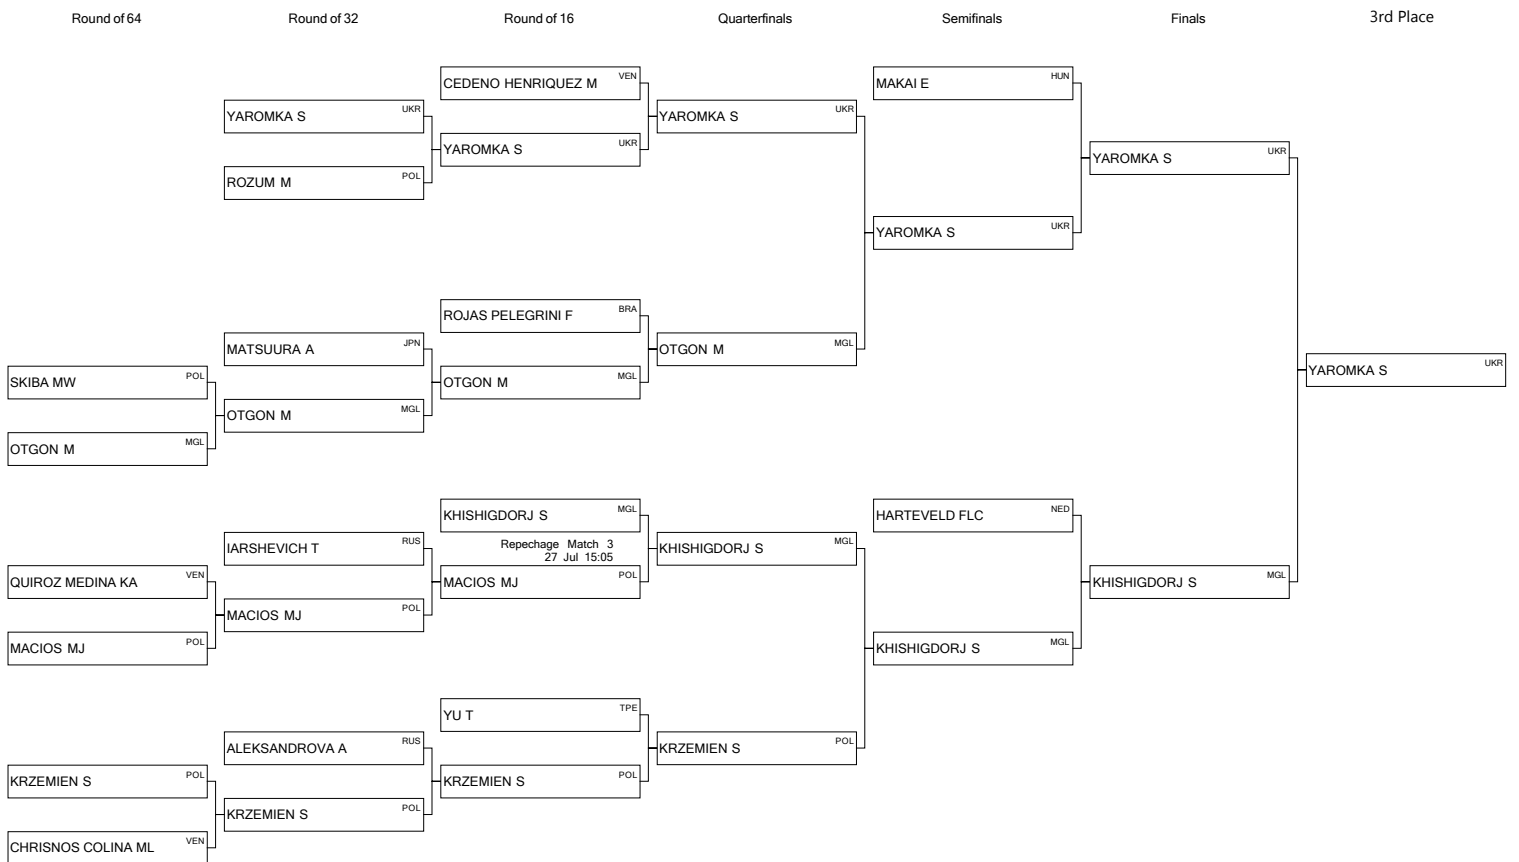 Round of 64 Round of 32 Round of 16 Quarterfinals Semifinals Finals 3rd Place
CEDENO HENRIQUEZ M VEN
MAKAI E HUN
YAROMKA S UKR
YAROMKA S UKR
YAROMKA S UKR
YAROMKA S UKR
ROZUM M POL
YAROMKA S UKR
ROJAS PELEGRINI F BRA
MATSUURA A JPN
OTGON M MGL
SKIBA MW POL
OTGON M MGL
YAROMKA S UKR
OTGON M MGL
OTGON M MGL
KHISHIGDORJ S MGL
HARTEVELD FLC NED
Repechage Match 3
27 Jul 15:05
IARSHEVICH T RUS
KHISHIGDORJ S MGL
QUIROZ MEDINA KA VEN
MACIOS MJ POL
KHISHIGDORJ S MGL
MACIOS MJ POL
MACIOS MJ POL
KHISHIGDORJ S MGL
YU T TPE
ALEKSANDROVA A RUS
KRZEMIEN S POL
KRZEMIEN S POL
KRZEMIEN S POL
KRZEMIEN S POL
CHRISNOS COLINA ML VEN